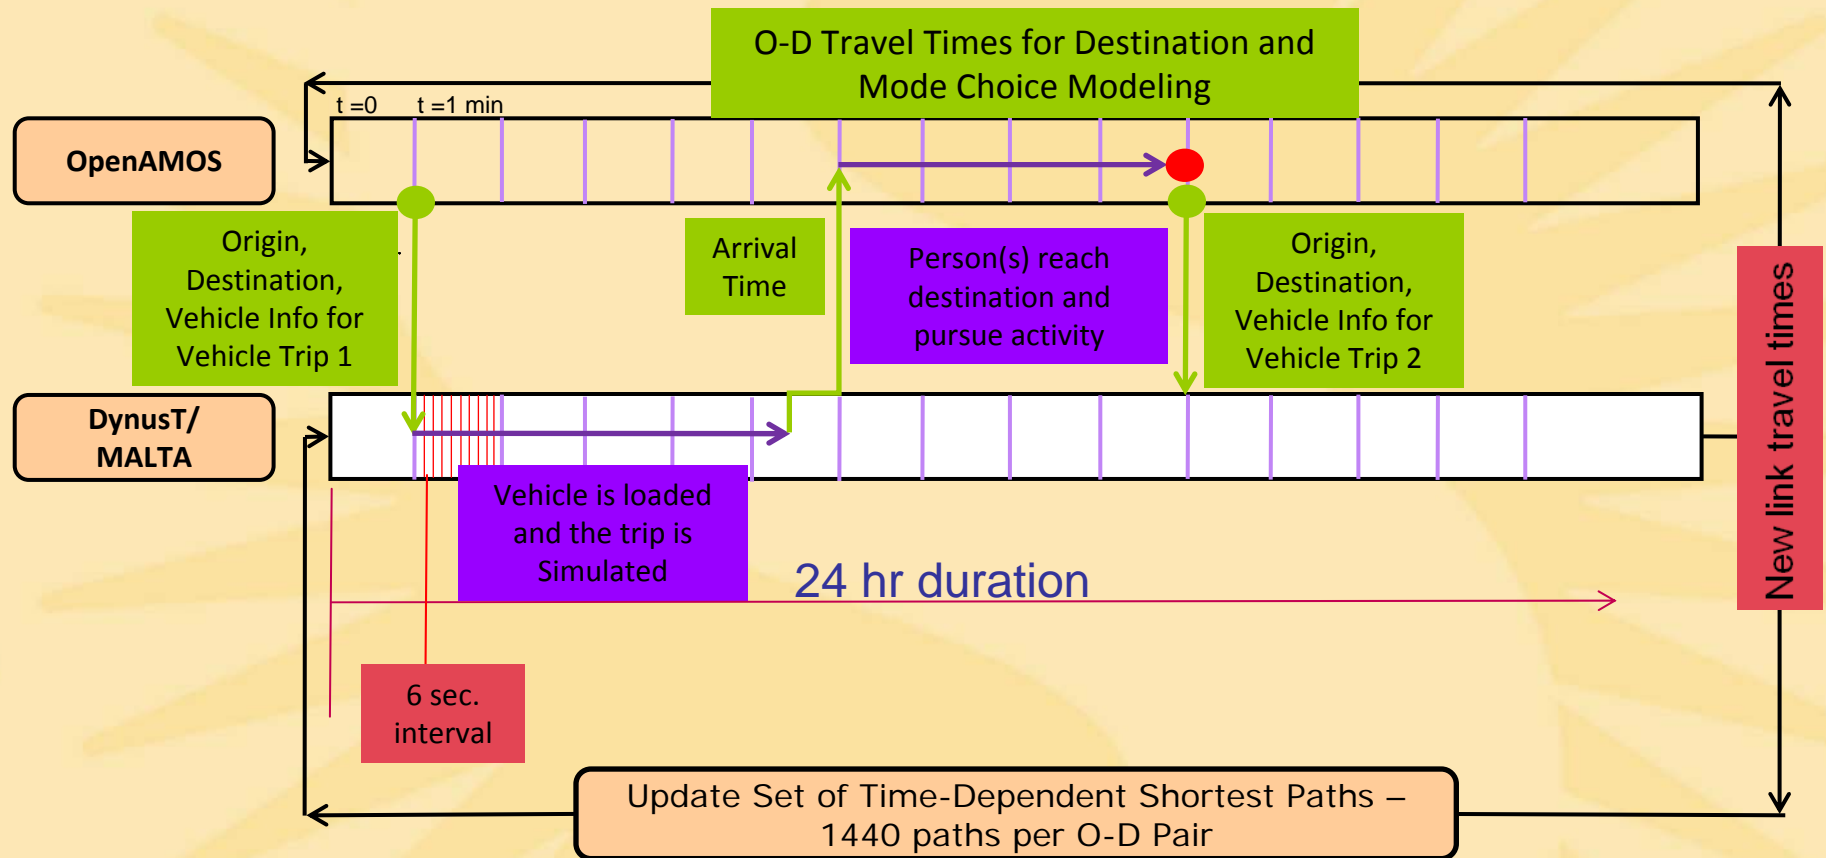 O-D Travel Times for Destination and
Mode Choice Modeling
t =0
t =1 min
OpenAMOS
Origin,
Destination,
Vehicle Info for
Vehicle Trip 1
Arrival
Time
Person(s) reach
destination and
pursue activity
Origin,
Destination,
Vehicle Info for
Vehicle Trip 2
New link travel times
DynusT/
MALTA
Vehicle is loaded
and the trip is
Simulated
24 hr duration
6 sec.
interval
Update Set of Time-Dependent Shortest Paths –
1440 paths per O-D Pair